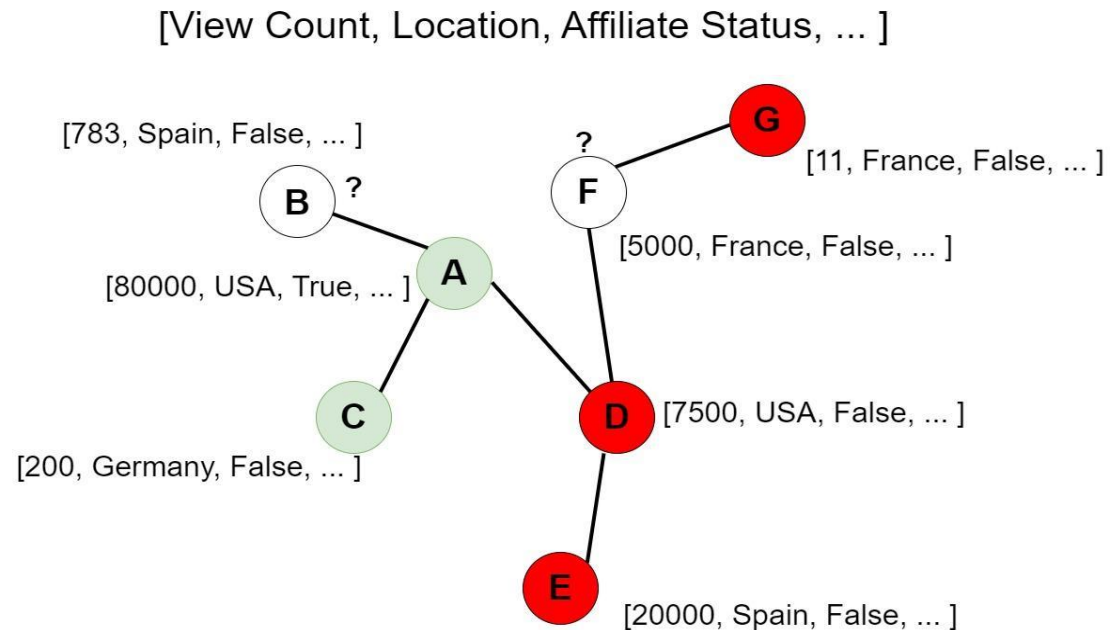 [View Count, Location, Affiliate Status, ... ]
G
[783, Spain, False, ... ]
?
[11, France, False, ... ]
B
?
F
[5000, France, False, ... ]
A
[80000, USA, True, ... ]
C
D
[7500, USA, False, ... ]
[200, Germany, False, ... ]
E
[20000, Spain, False, ... ]